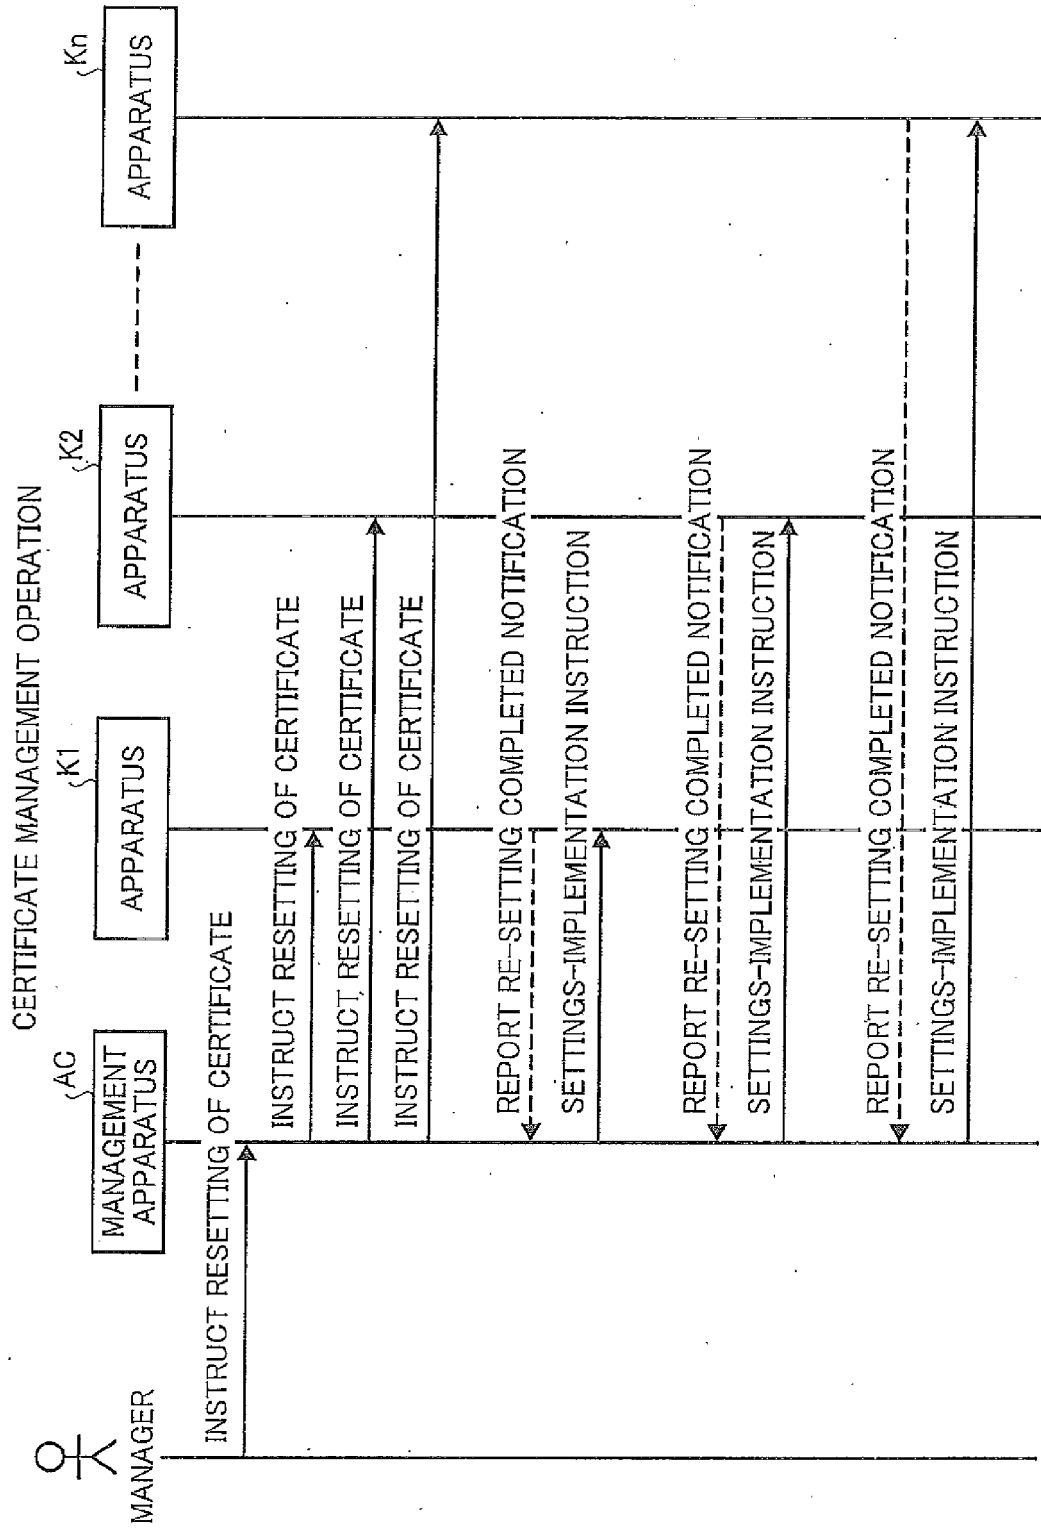 CERTIFICATE MANAGEMENT OPERATION
MANAGER
AC
MANAGEMENT
APPARATUS
K1
APPARATUS
K2
APPARATUS
Kn
APPARATUS
INSTRUCT RESETTING OF CERTIFICATE
INSTRUCT RESETTING OF CERTIFICATE
INSTRUCT RESETTING OF CERTIFICATE
INSTRUCT RESETTING OF CERTIFICATE
REPORT RE-SETTING COMPLETED NOTIFICATION
SETTINGS-IMPLEMENTATION INSTRUCTION
REPORT RE-SETTING COMPLETED NOTIFICATION
SETTINGS-IMPLEMENTATION INSTRUCTION
REPORT RE-SETTING COMPLETED NOTIFICATION
SETTINGS-IMPLEMENTATION INSTRUCTION